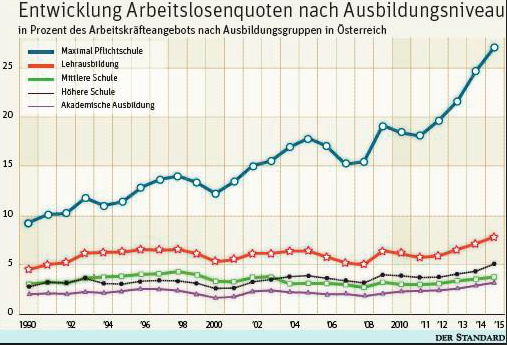 Entwicklung Arbeitslosenquoten nach Ausbildungsniveau
in Prozent des Arbeitskräfteangebots nach Ausbildungsgruppen in Österreich
Maximal Pflichtschule
Lehrausbildung
Mittlere Schule
Höhere Schule
Akademische Ausbildung
25
20
15
10
5
0
1990 '92 '94 '96 '98 2000 '02 '04 '06 '08 2010 '11 '12 '13 '14 '15
DER STANDARD